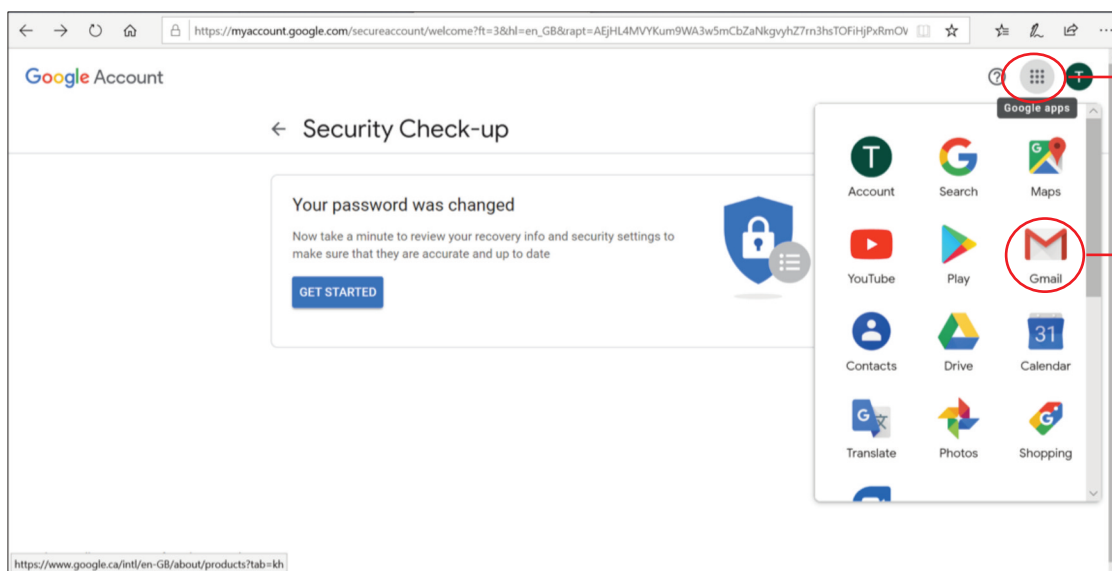 https://myaccount.google.com/secureaccount/welcome?ft=3&hl=en_GB&rapt=AEjHL4MVYKum9WA3w5mCbZaNkgvyhZ7rn3hsTOFiHjPxRmOV
Google Account
T
Google apps
Security Check-up
Your password was changed
Now take a minute to review your recovery info and security settings to
make sure that they are accurate and up to date
GET STARTED
T
G
Account Search Maps
YouTube Play Gmail
31
Contacts Drive Calendar
G 文 G
Translate Photos Shopping
https://www.google.ca/intl/en-GB/about/products?tab=kh